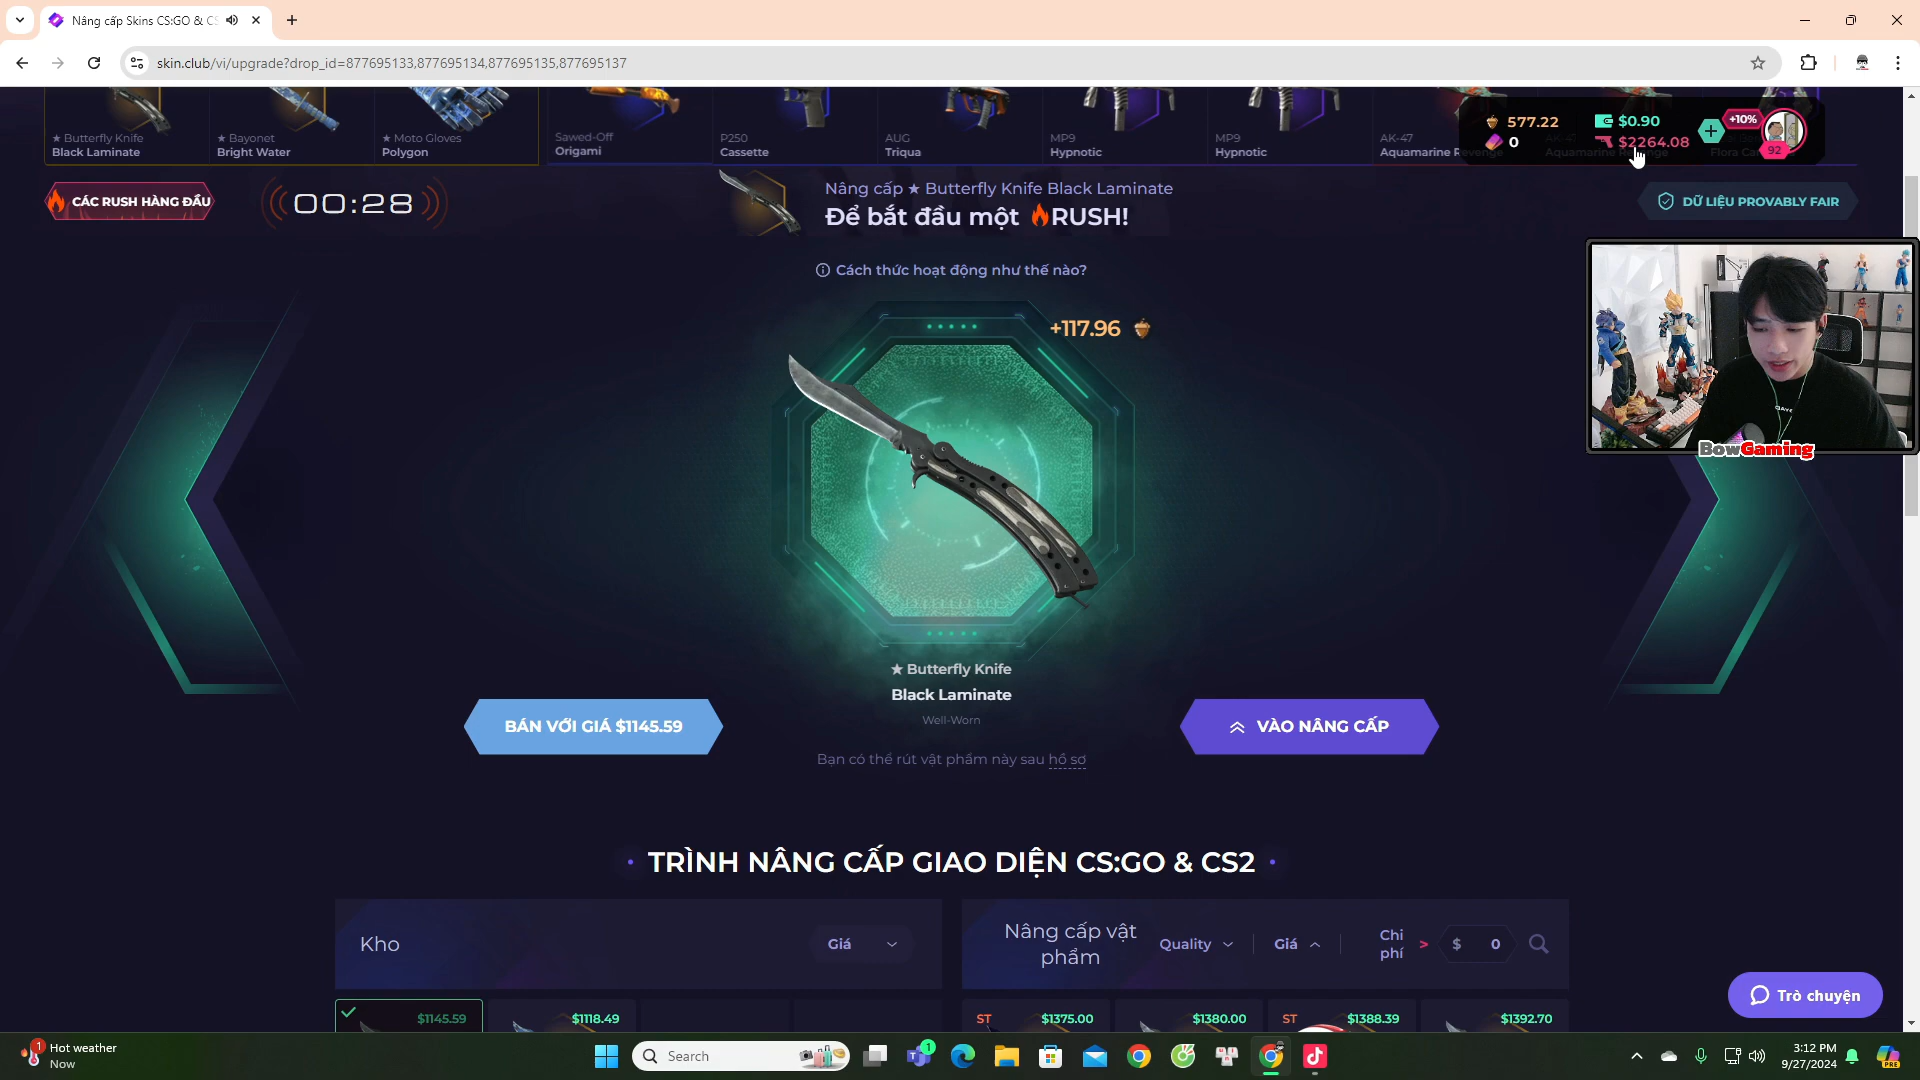 Nâng cấp Skins CS:GO & CS
skin.club/vi/upgrade?drop_id=877695133,877695134,877695135,877695137
★ Butterfly Knife
Black Laminate
★ Bayonet
Bright Water
★ Moto Gloves
Polygon
Sawed-Off
Origami
P250
Cassette
AUG
Triqua
MP9
Hypnotic
MP9
Hypnotic
AK-47
Aquamarine Revenge
577.22
0
$0.90
$2264.08
+10%
92
CÁC RUSH HÀNG ĐẦU
00:28
Nâng cấp ★ Butterfly Knife Black Laminate
Để bắt đầu một RUSH!
DỮ LIỆU PROVABLY FAIR
Cách thức hoạt động như thế nào?
+117.96
BowGaming
★ Butterfly Knife
Black Laminate
Well-Worn
BÁN VỚI GIÁ $1145.59
VÀO NÂNG CẤP
Bạn có thể rút vật phẩm này sau hồ sơ
• TRÌNH NÂNG CẤP GIAO DIỆN CS:GO & CS2 •
Kho
Giá
Nâng cấp vật
phẩm
Quality
Giá
Chi
phí
>
$ 0
$1145.59
$1118.49
ST $1375.00
$1380.00
ST $1388.39
$1392.70
Trò chuyện
1
Hot weather
Now
Search
1
3:12 PM
9/27/2024
PRE